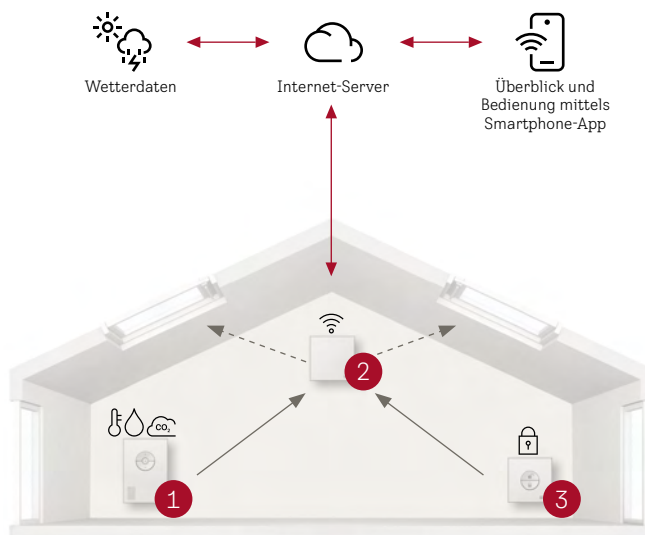 Wetterdaten
Internet-Server
Überblick und
Bedienung mittels
Smartphone-App
2
CO₂
1
3